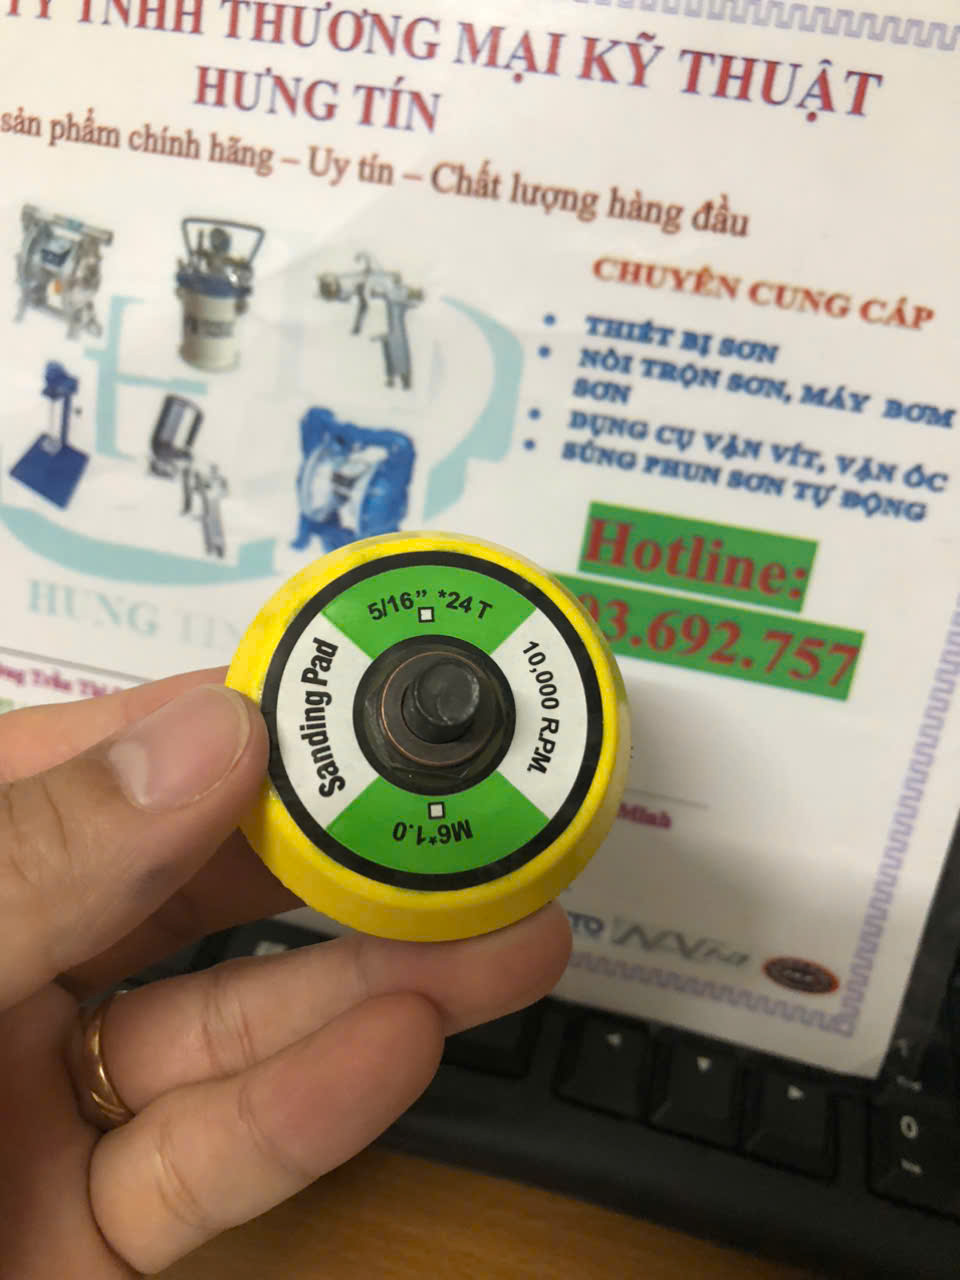 TY TNHH THƯƠNG MẠI KỸ THUẬT
HƯNG TÍN
sản phẩm chính hãng – Uy tín – Chất lượng hàng đầu
CHUYÊN CUNG CẤP
• THIẾT BỊ SƠN
• NỒI TRỘN SƠN, MÁY BƠM
SƠN
• DỤNG CỤ VẶN VÍT, VẶN ỐC
• SÚNG PHUN SƠN TỰ ĐỘNG
Hotline:
93.692.757
HUNG TIN
5/16” *24 T
Sanding Pad
10,000 R.P.M.
M6*1.0
Minh
0